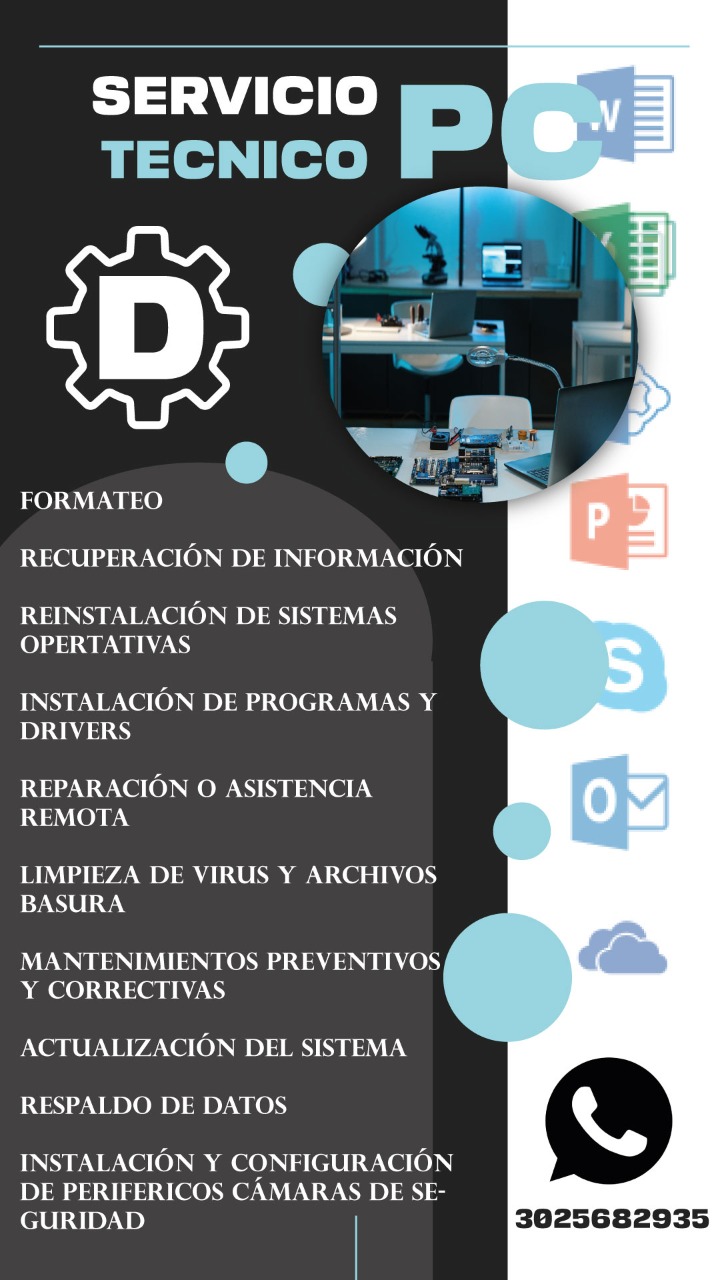 SERVICIO
TECNICO PC
W
D
P
S
O
FORMATEO
RECUPERACIÓN DE INFORMACIÓN
REINSTALACIÓN DE SISTEMAS
OPERTATIVAS
INSTALACIÓN DE PROGRAMAS Y
DRIVERS
REPARACIÓN O ASISTENCIA
REMOTA
LIMPIEZA DE VIRUS Y ARCHIVOS
BASURA
MANTENIMIENTOS PREVENTIVOS
Y CORRECTIVAS
ACTUALIZACIÓN DEL SISTEMA
RESPALDO DE DATOS
INSTALACIÓN Y CONFIGURACIÓN
DE PERIFERICOS CÁMARAS DE SE-
GURIDAD
3025682935